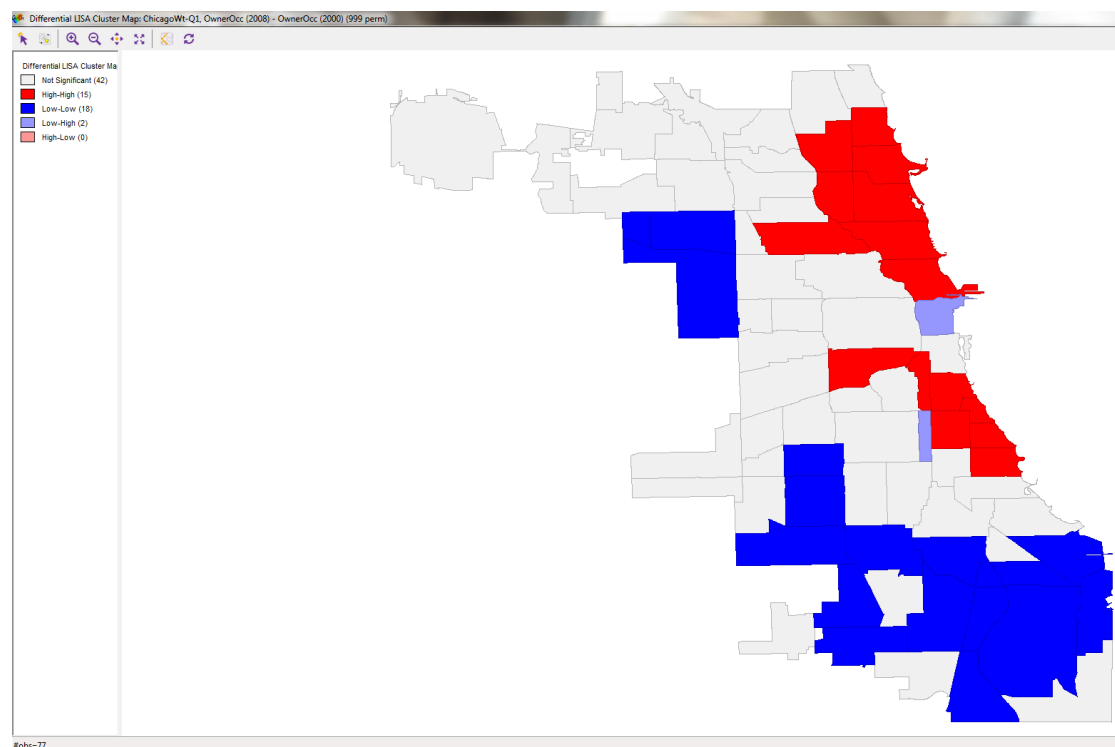 Differential LISA Cluster Map: ChicagoWt-Q1, OwnerOcc (2008) - OwnerOcc (2000) (999 perm)
Differential LISA Cluster Ma
Not Significant (42)
High-High (15)
Low-Low (18)
Low-High (2)
High-Low (0)
#obs=77